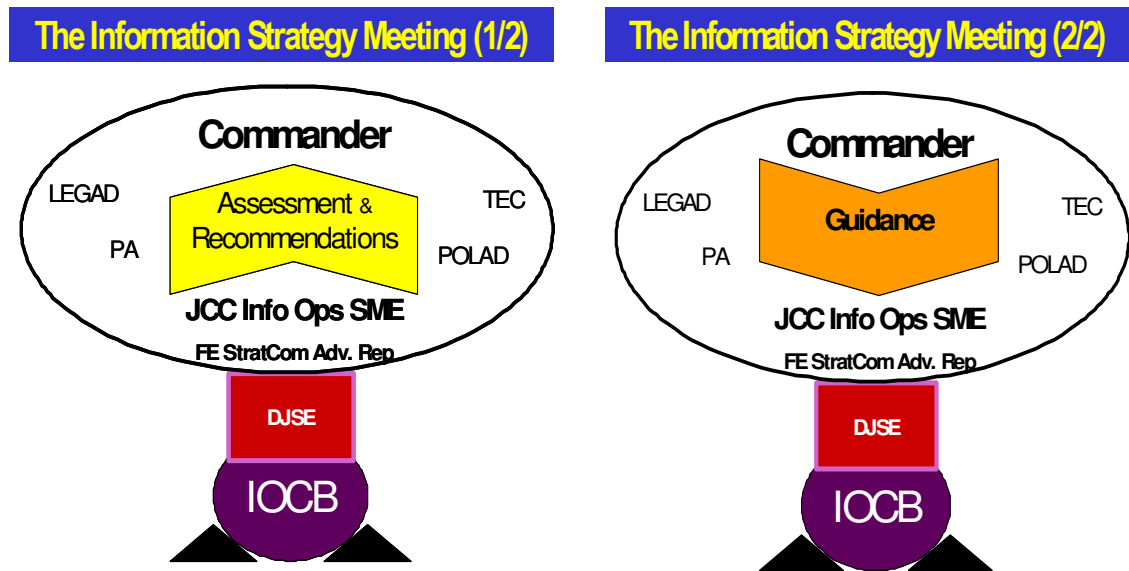 The Information Strategy Meeting (1/2)
Commander
LEGAD
TEC
Assessment &
Recommendations
PA
POLAD
JCC Info Ops SME
FE StratCom Adv. Rep
DJSE
IOCB
The Information Strategy Meeting (2/2)
Commander
LEGAD
TEC
Guidance
PA
POLAD
JCC Info Ops SME
FE StratCom Adv. Rep
DJSE
IOCB